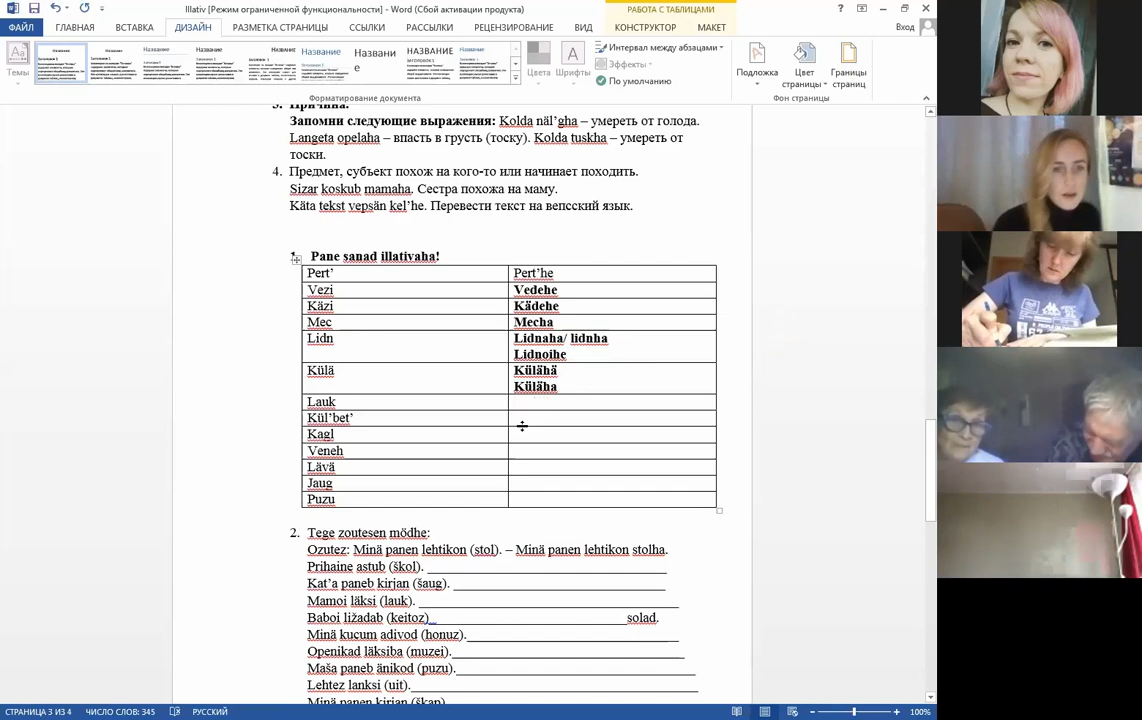 Illativ [Режим ограниченной функциональности] - Word (Сбой активации продукта)
РАБОТА С ТАБЛИЦАМИ
ФАЙЛ ГЛАВНАЯ ВСТАВКА ДИЗАЙН РАЗМЕТКА СТРАНИЦЫ ССЫЛКИ РАССЫЛКИ РЕЦЕНЗИРОВАНИЕ ВИД КОНСТРУКТОР МАКЕТ Вход
Темы
Цвета
Шрифты
Интервал между абзацами
Эффекты
По умолчанию
Подложка
Цвет страницы
Границы страниц
Форматирование документа
Фон страницы
3. Причина.
Запомни следующие выражения: Kolda näl’gha – умереть от голода.
Langeta opelaha – впасть в грусть (тоску). Kolda tuskha – умереть от
тоски.
4. Предмет, субъект похож на кого-то или начинает походить.
Sizar koskub mamaha. Сестра похожа на маму.
Käta tekst vepsän kel’he. Перевести текст на вепсский язык.
Pane sanad illativaha!
Pert’ Pert’he
Vezi Vedehe
Käzi Kädehe
Mec Mecha
Lidn Lidnaha/ lidnha
Lidnoihe
Külä Külähä
Küläha
Lauk
Kül’bet’
Kagl
Veneh
Lävä
Jaug
Puzu
2. Tege zoutesen mödhe:
Ozutez: Minä panen lehtikon (stol). – Minä panen lehtikon stolha.
Prihaine astub (škol).
Kat’a paneb kirjan (šaug).
Mamoi läksi (lauk).
Baboi ližadab (keitoz) solad.
Minä kucum adivod (honuz).
Openikad läksiba (muzei).
Maša paneb änikod (puzu).
Lehtez lanksi (uit).
Minä panen kirjan (škap)
СТРАНИЦА 3 ИЗ 4 ЧИСЛО СЛОВ: 345 РУССКИЙ 100%